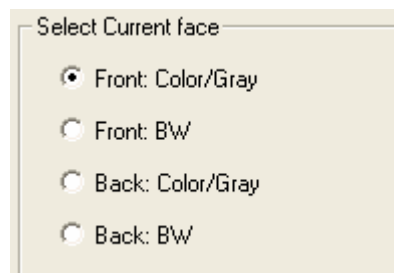 Select Current face
Front: Color/Gray
Front: BW
Back: Color/Gray
Back: BW